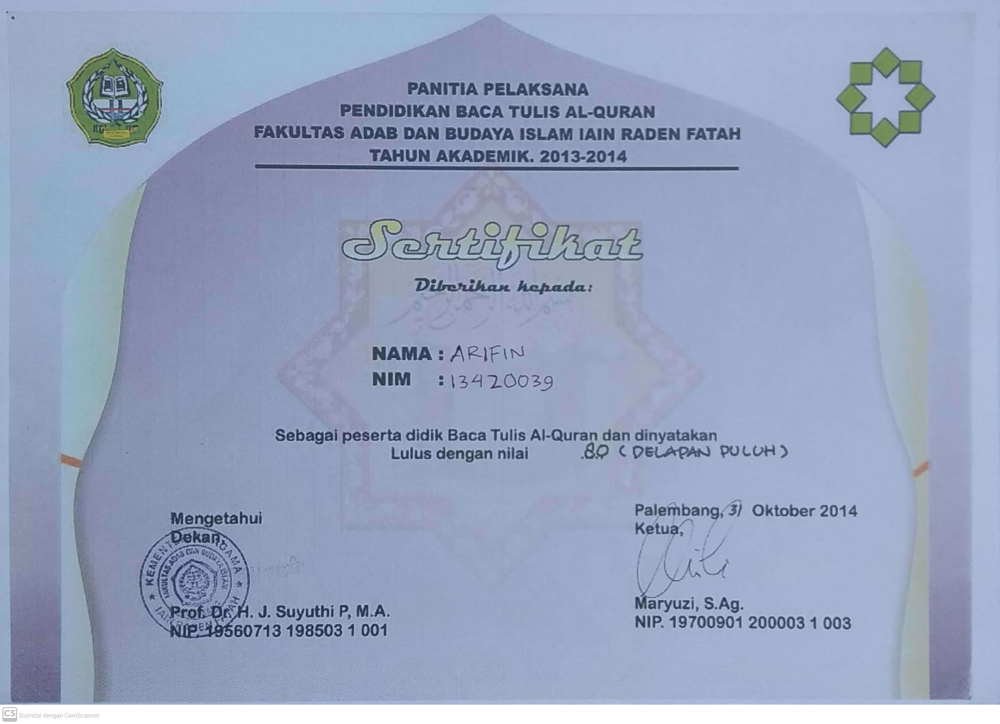 PANITIA PELAKSANA
PENDIDIKAN BACA TULIS AL-QURAN
FAKULTAS ADAB DAN BUDAYA ISLAM IAIN RADEN FATAH
TAHUN AKADEMIK. 2013-2014
Sertifikat
Diberikan kepada:
بسم الله الرحمن الرحيم
NAMA : ARIFIN
NIM : 13420039
Sebagai peserta didik Baca Tulis Al-Quran dan dinyatakan
Lulus dengan nilai 80 (DELAPAN PULUH)
Palembang, 31 Oktober 2014
Ketua,
Maryuzi, S.Ag.
NIP. 19700901 200003 1 003
Mengetahui
Dekan,
KEMENT AGAMA
FAKULTAS ADAB DAN BUDAYA ISLAM
IAIN RADEN FATAH
Prof. Dr. H. J. Suyuthi P, M.A.
NIP. 19560713 198503 1 001
CS Dipindai dengan CamScanner